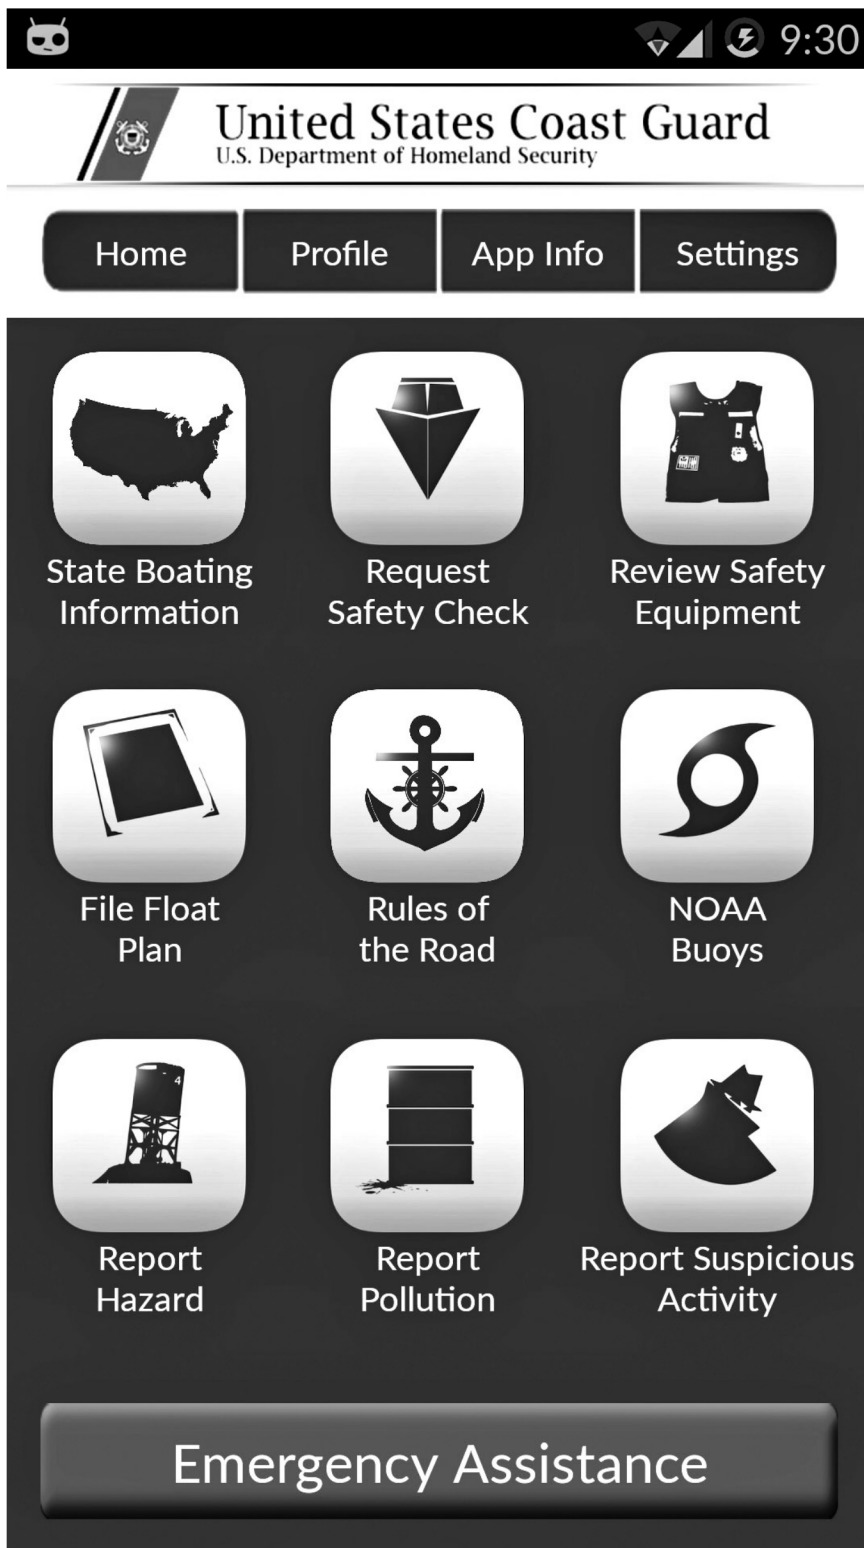 9:30
United States Coast Guard
U.S. Department of Homeland Security
Home Profile App Info Settings
State Boating
Information
Request
Safety Check
Review Safety
Equipment
File Float
Plan
Rules of
the Road
NOAA
Buoys
4
Report
Hazard
Report
Pollution
Report Suspicious
Activity
Emergency Assistance